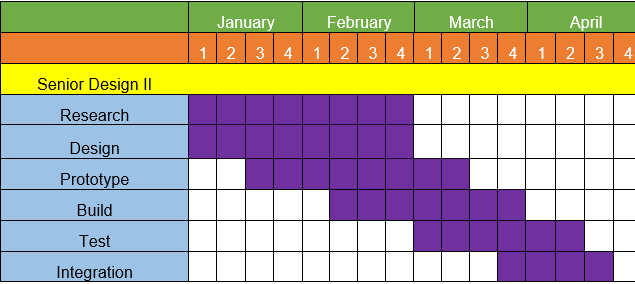 January February March April
1 2 3 4 1 2 3 4 1 2 3 4 1 2 3 4
Senior Design II
Research
Design
Prototype
Build
Test
Integration